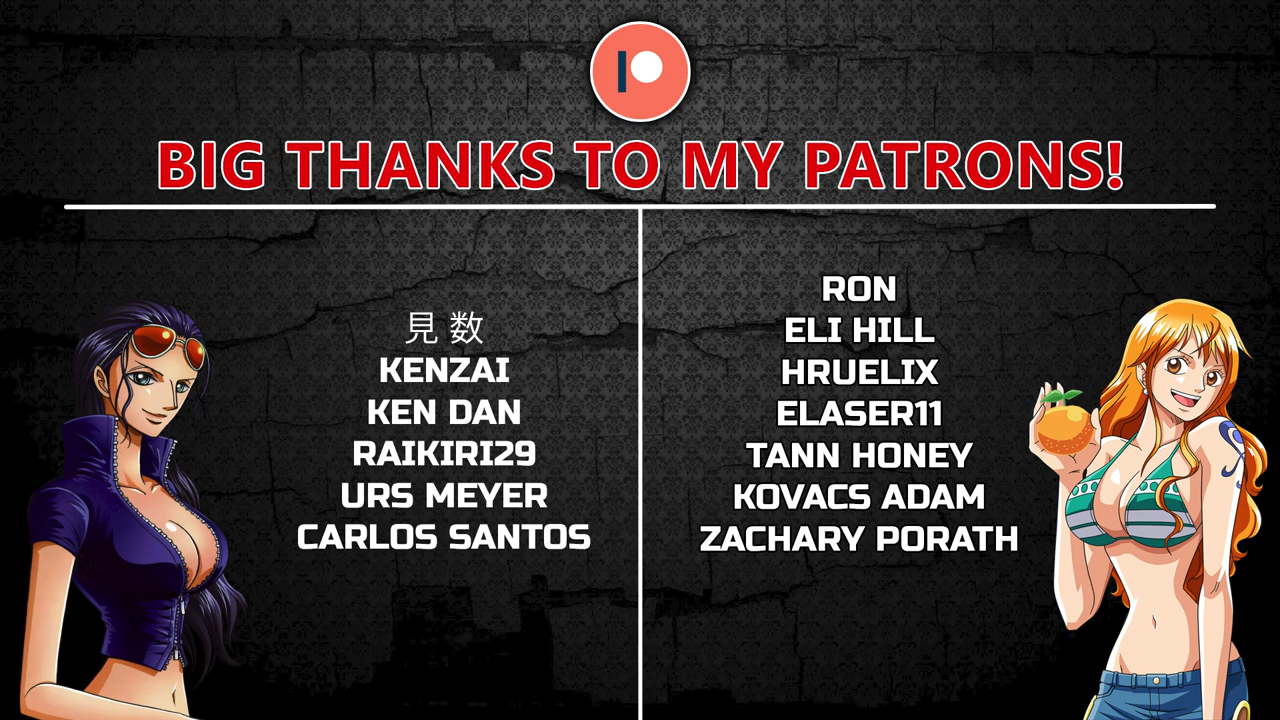 BIG THANKS TO MY PATRONS!
見 数
KENZAI
KEN DAN
RAIKIRI29
URS MEYER
CARLOS SANTOS
RON
ELI HILL
HRUELIX
ELASER11
TANN HONEY
KOVACS ADAM
ZACHARY PORATH